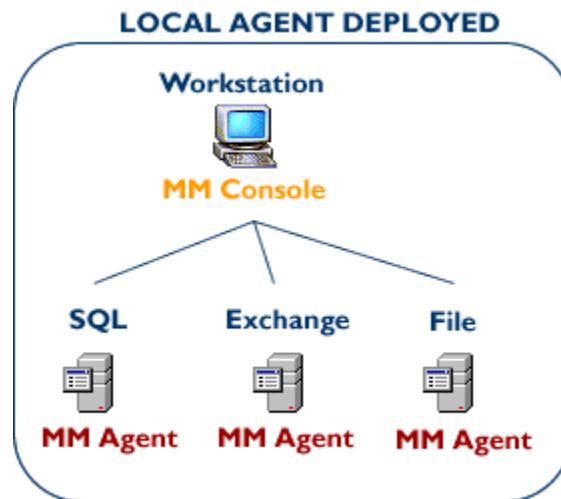 LOCAL AGENT DEPLOYED
Workstation
MM Console
SQL Exchange File
MM Agent MM Agent MM Agent